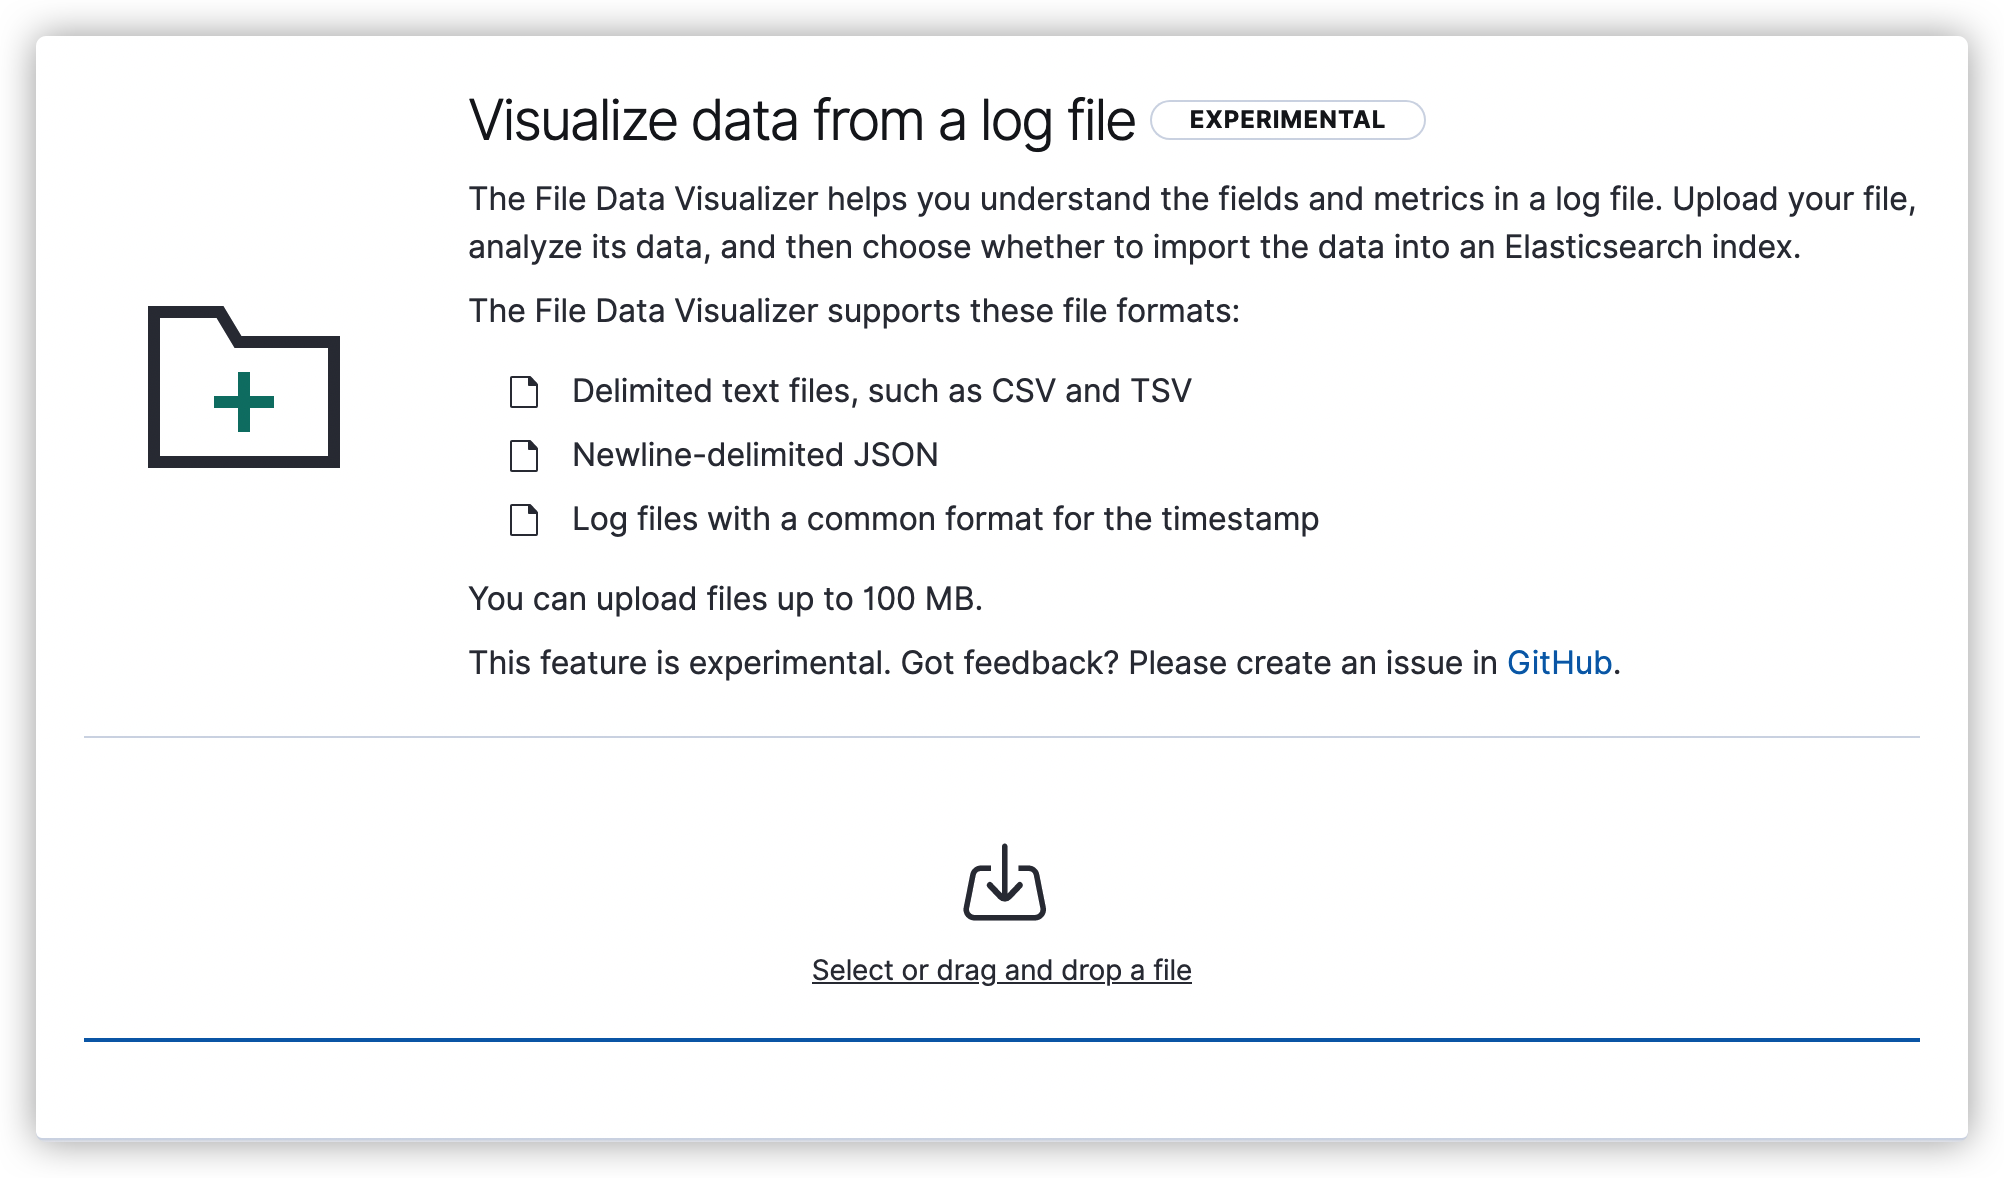 Visualize data from a log file EXPERIMENTAL
The File Data Visualizer helps you understand the fields and metrics in a log file. Upload your file,
analyze its data, and then choose whether to import the data into an Elasticsearch index.
The File Data Visualizer supports these file formats:
Delimited text files, such as CSV and TSV
Newline-delimited JSON
Log files with a common format for the timestamp
You can upload files up to 100 MB.
This feature is experimental. Got feedback? Please create an issue in GitHub.
Select or drag and drop a file